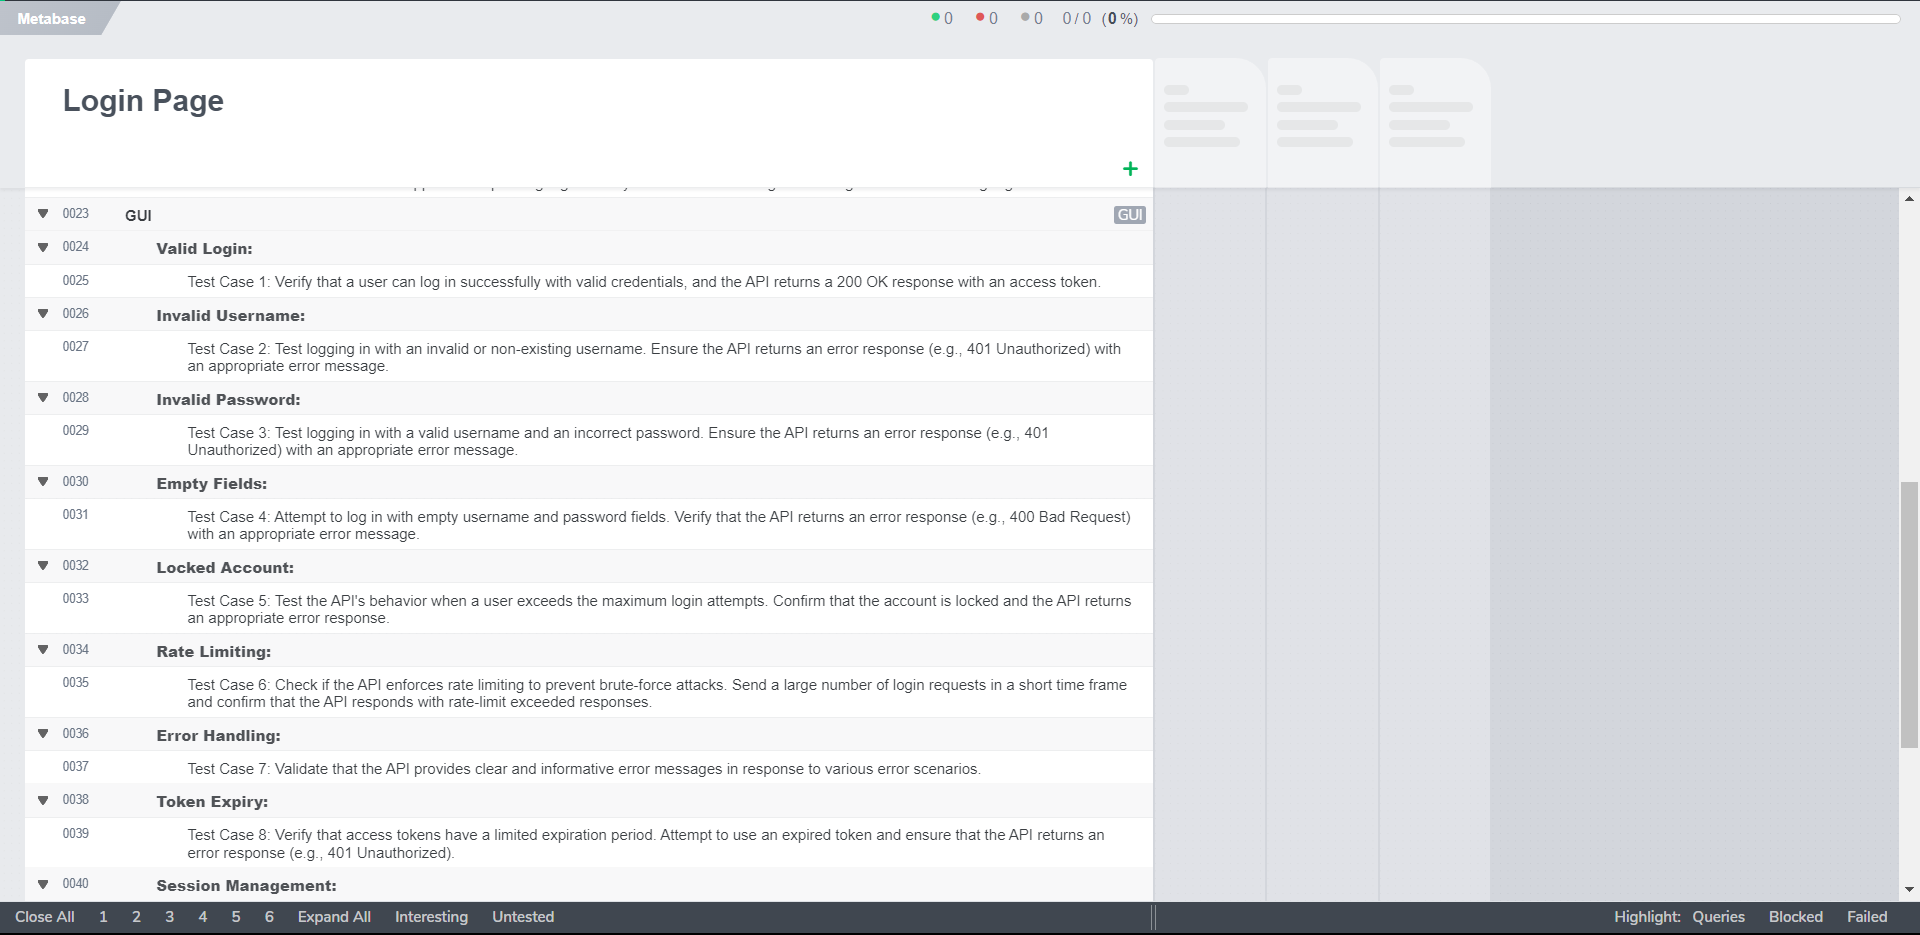 Metabase
0 0 0 0 / 0 (0 %)
Login Page
+
0023 GUI GUI
0024 Valid Login:
0025 Test Case 1: Verify that a user can log in successfully with valid credentials, and the API returns a 200 OK response with an access token.
0026 Invalid Username:
0027 Test Case 2: Test logging in with an invalid or non-existing username. Ensure the API returns an error response (e.g., 401 Unauthorized) with
an appropriate error message.
0028 Invalid Password:
0029 Test Case 3: Test logging in with a valid username and an incorrect password. Ensure the API returns an error response (e.g., 401
Unauthorized) with an appropriate error message.
0030 Empty Fields:
0031 Test Case 4: Attempt to log in with empty username and password fields. Verify that the API returns an error response (e.g., 400 Bad Request)
with an appropriate error message.
0032 Locked Account:
0033 Test Case 5: Test the API's behavior when a user exceeds the maximum login attempts. Confirm that the account is locked and the API returns
an appropriate error response.
0034 Rate Limiting:
0035 Test Case 6: Check if the API enforces rate limiting to prevent brute-force attacks. Send a large number of login requests in a short time frame
and confirm that the API responds with rate-limit exceeded responses.
0036 Error Handling:
0037 Test Case 7: Validate that the API provides clear and informative error messages in response to various error scenarios.
0038 Token Expiry:
0039 Test Case 8: Verify that access tokens have a limited expiration period. Attempt to use an expired token and ensure that the API returns an
error response (e.g., 401 Unauthorized).
0040 Session Management:
Close All 1 2 3 4 5 6 Expand All Interesting Untested Highlight: Queries Blocked Failed